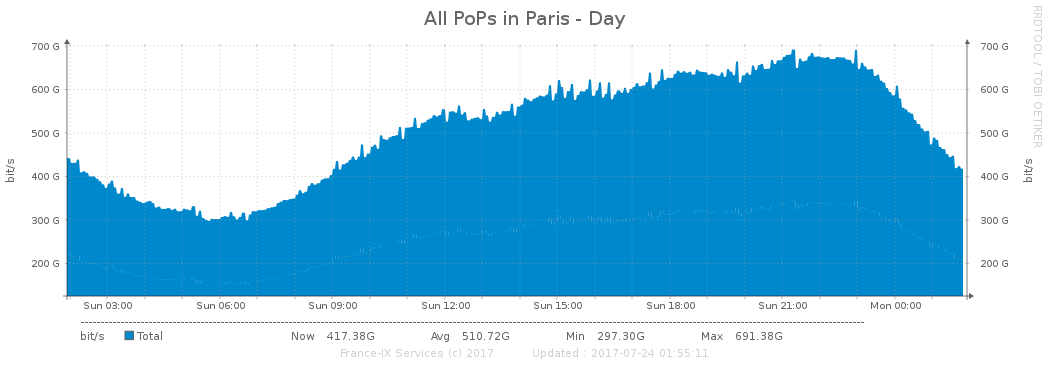 All PoPs in Paris - Day
RRDTOOL / TOBI OETIKER
bit/s
700 G 700 G
600 G 600 G
500 G 500 G
400 G 400 G
300 G 300 G
200 G 200 G
bit/s
Sun 03:00 Sun 06:00 Sun 09:00 Sun 12:00 Sun 15:00 Sun 18:00 Sun 21:00 Mon 00:00
bit/s Total Now 417.38G Avg 510.72G Min 297.30G Max 691.38G
France-IX Services (c) 2017 Updated : 2017-07-24 01:55:11